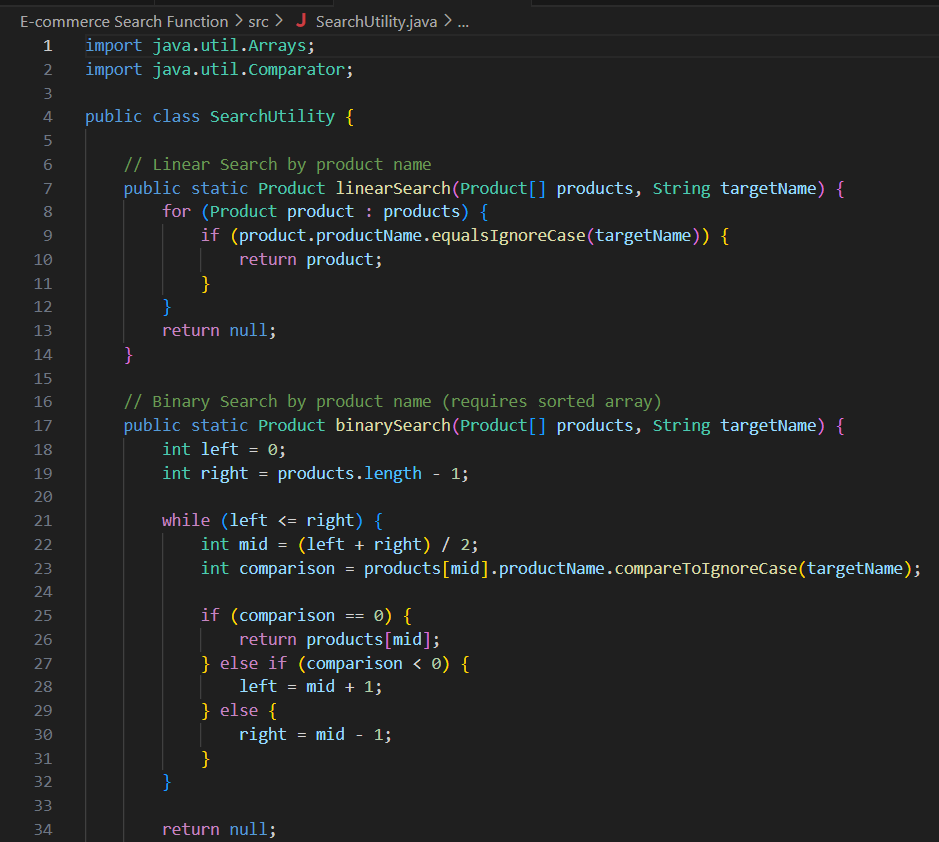 E-commerce Search Function > src > J SearchUtility.java > ...
1 import java.util.Arrays;
2 import java.util.Comparator;
3
4 public class SearchUtility {
5
6     // Linear Search by product name
7     public static Product linearSearch(Product[] products, String targetName) {
8         for (Product product : products) {
9             if (product.productName.equalsIgnoreCase(targetName)) {
10                 return product;
11             }
12         }
13         return null;
14     }
15
16     // Binary Search by product name (requires sorted array)
17     public static Product binarySearch(Product[] products, String targetName) {
18         int left = 0;
19         int right = products.length - 1;
20
21         while (left <= right) {
22             int mid = (left + right) / 2;
23             int comparison = products[mid].productName.compareToIgnoreCase(targetName);
24
25             if (comparison == 0) {
26                 return products[mid];
27             } else if (comparison < 0) {
28                 left = mid + 1;
29             } else {
30                 right = mid - 1;
31             }
32         }
33
34         return null;